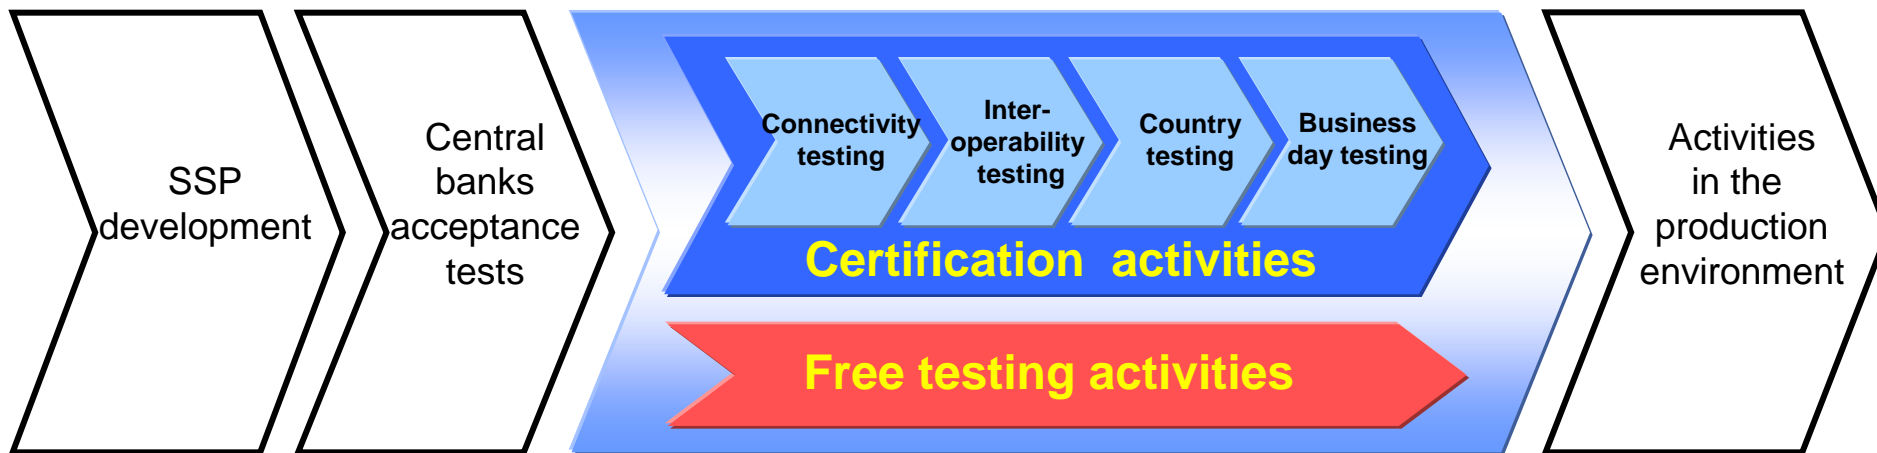 SSP
development
Central
banks
acceptance
tests
Connectivity
testing
Inter-
operability
testing
Country
testing
Business
day testing
Certification activities
Free testing activities
Activities
in the
production
environment